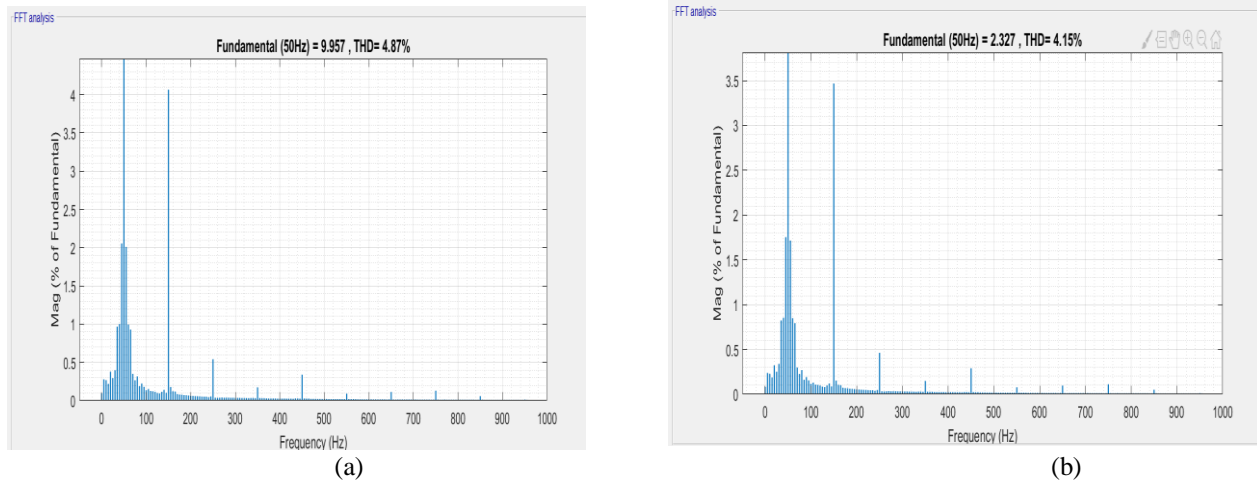 FFT analysis
Fundamental (50Hz) = 9.957 , THD= 4.87%
Mag (% of Fundamental)
4
3.5
3
2.5
2
1.5
1
0.5
0
0 100 200 300 400 500 600 700 800 900 1000
Frequency (Hz)
(a)
FFT analysis
Fundamental (50Hz) = 2.327 , THD= 4.15%
Mag (% of Fundamental)
3.5
3
2.5
2
1.5
1
0.5
0
0 100 200 300 400 500 600 700 800 900 1000
Frequency (Hz)
(b)